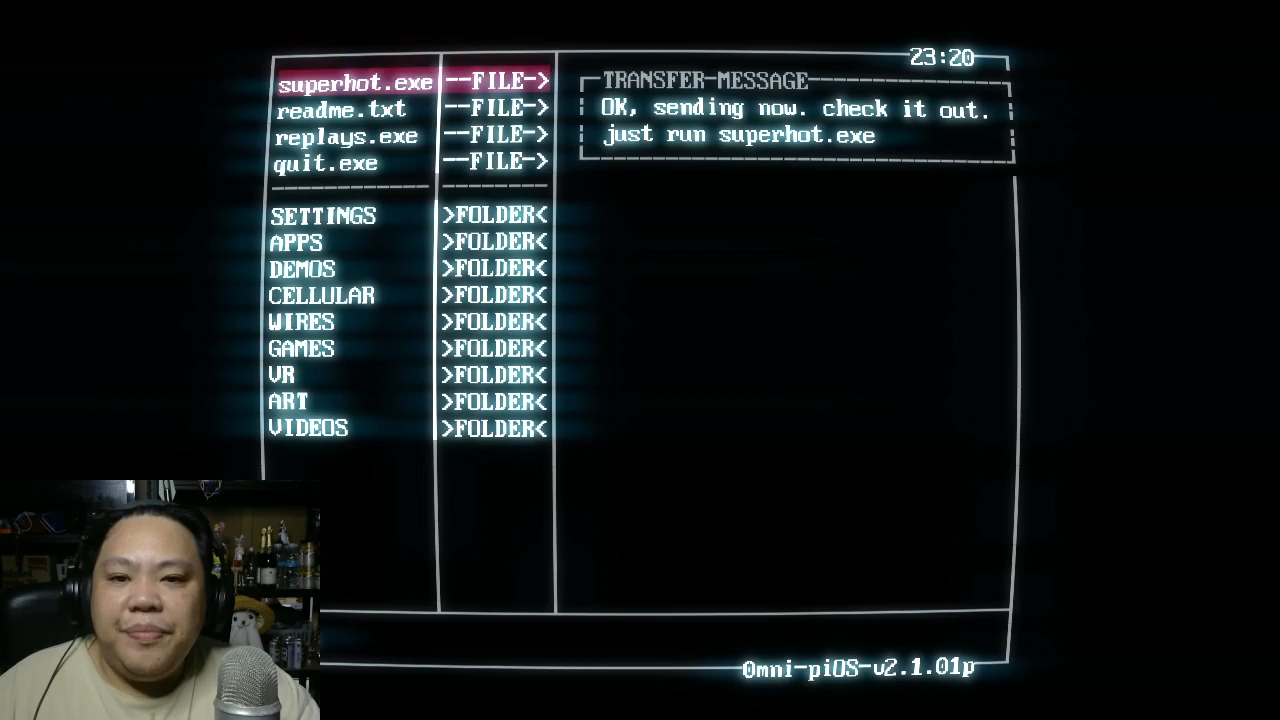 23:20
superhot.exe --FILE->
readme.txt --FILE->
replays.exe --FILE->
quit.exe --FILE->
SETTINGS >FOLDER<
APPS >FOLDER<
DEMOS >FOLDER<
CELLULAR >FOLDER<
WIRES >FOLDER<
GAMES >FOLDER<
VR >FOLDER<
ART >FOLDER<
VIDEOS >FOLDER<
TRANSFER-MESSAGE
OK, sending now. check it out.
just run superhot.exe
0mni-piOS-v2.1.01p